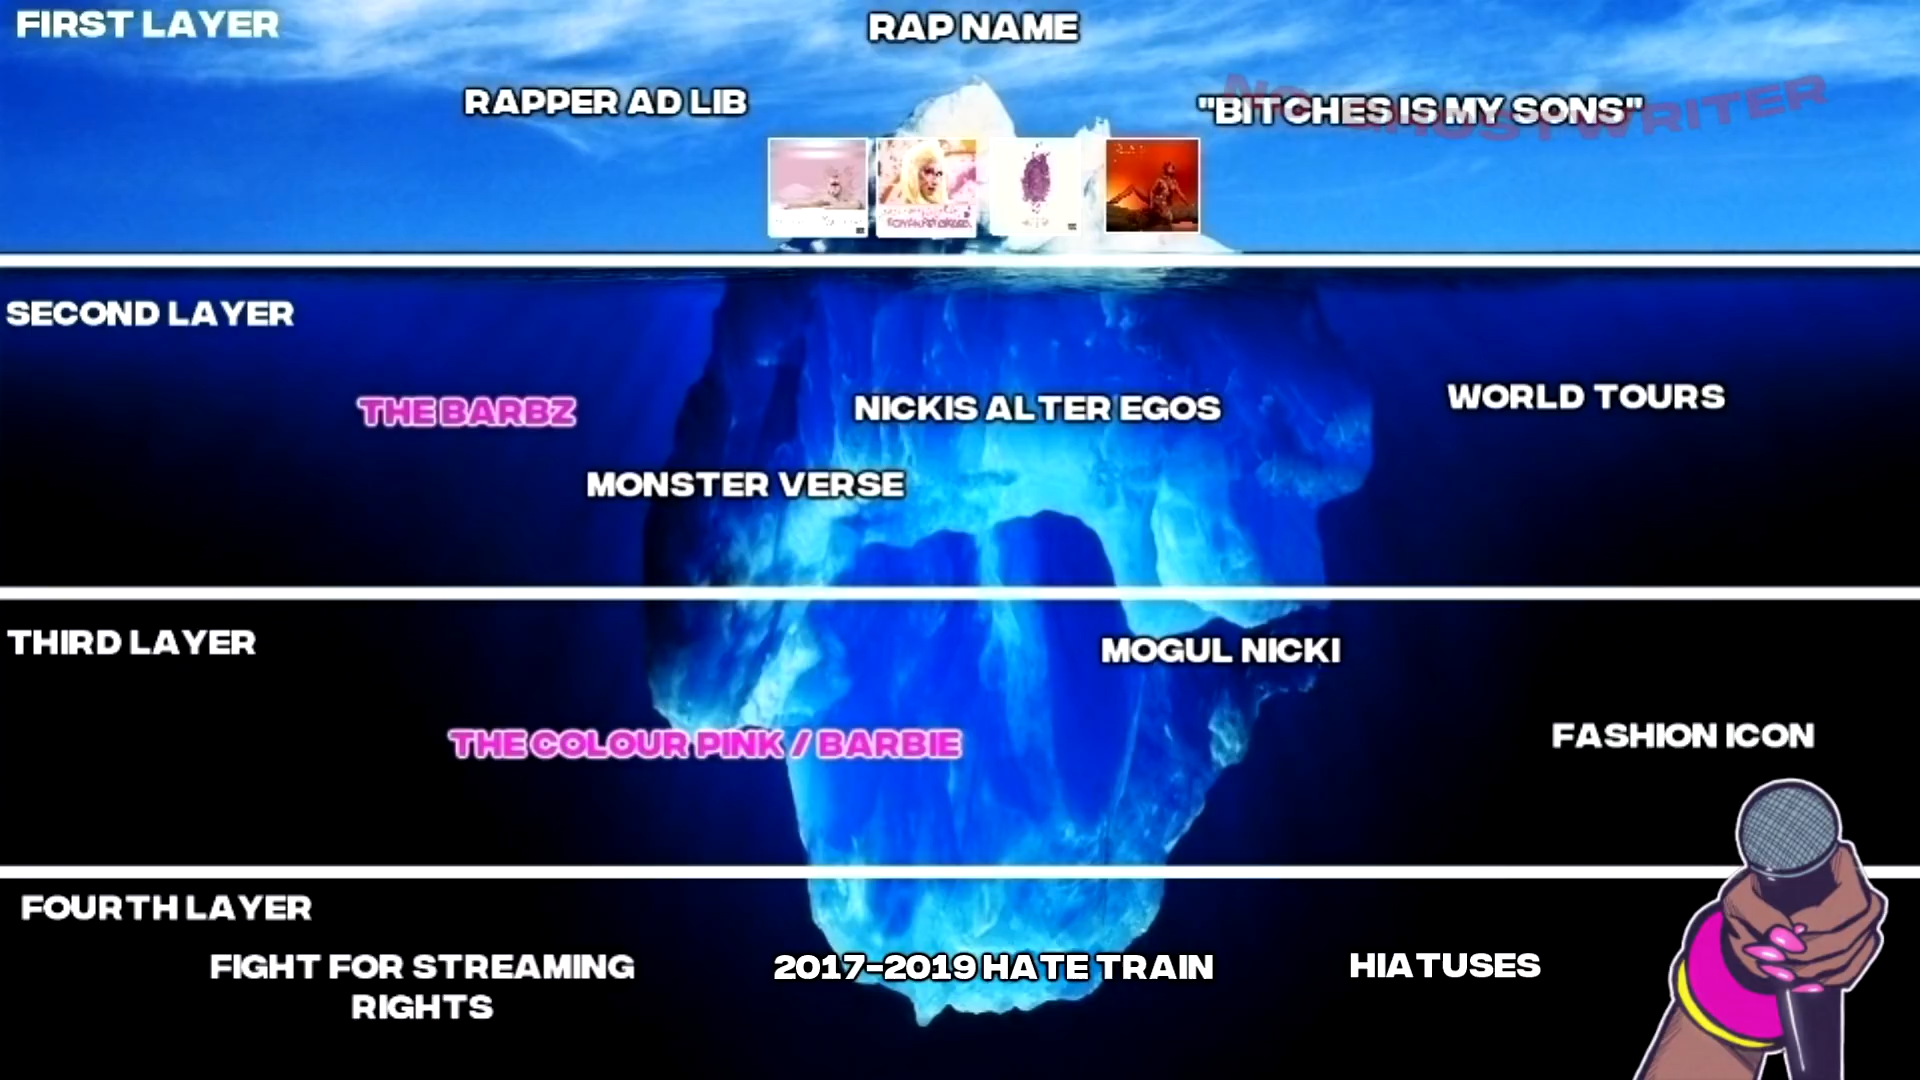 FIRST LAYER
RAP NAME
RAPPER AD LIB
"BITCHES IS MY SONS"
NO GHOSTWRITER
SECOND LAYER
THE BARBZ
NICKIS ALTER EGOS
WORLD TOURS
MONSTER VERSE
THIRD LAYER
MOGUL NICKI
THE COLOUR PINK / BARBIE
FASHION ICON
FOURTH LAYER
FIGHT FOR STREAMING
RIGHTS
2017-2019 HATE TRAIN
HIATUSES